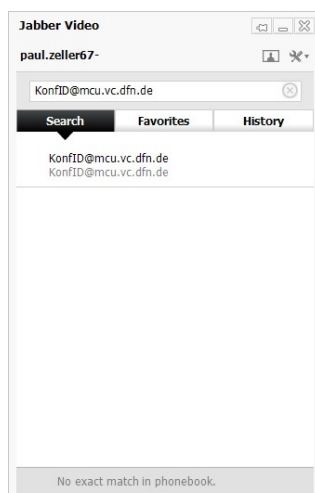 Jabber Video
paul.zeller67-
KonfID@mcu.vc.dfn.de
Search Favorites History
KonfID@mcu.vc.dfn.de
KonfID@mcu.vc.dfn.de
No exact match in phonebook.